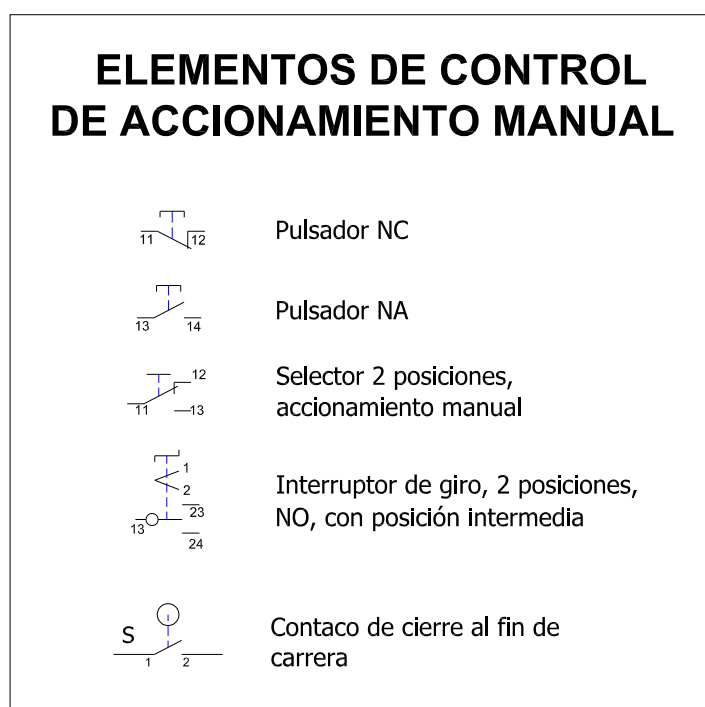 ELEMENTOS DE CONTROL
DE ACCIONAMIENTO MANUAL
11 12 Pulsador NC
13 14 Pulsador NA
12
11 13
Selector 2 posiciones,
accionamiento manual
1
2
23
13
24
Interruptor de giro, 2 posiciones,
NO, con posición intermedia
S
1 2
Contaco de cierre al fin de
carrera